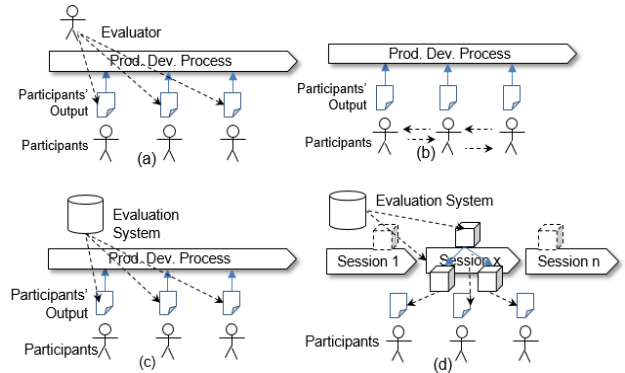 Evaluator
Prod. Dev. Process
Participants'
Output
Participants
(a)
Prod. Dev. Process
Participants'
Output
Participants
(b)
Evaluation
System
Prod. Dev. Process
Participants'
Output
Participants
(c)
Evaluation System
Session 1
Session x
Session n
Participants
(d)